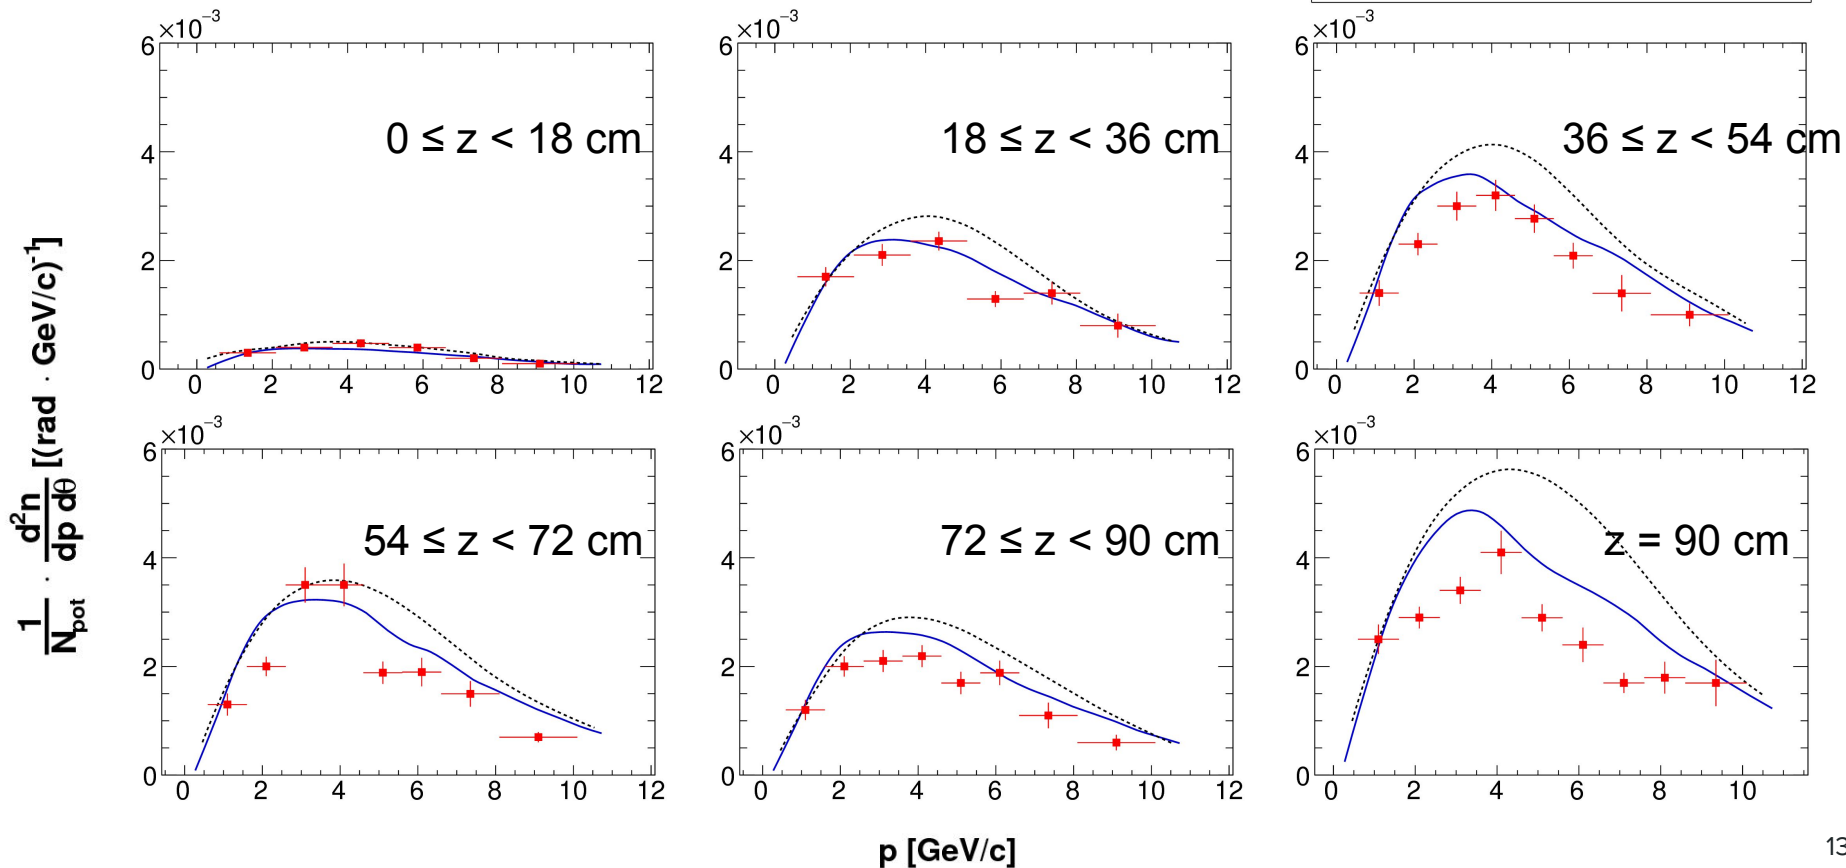 ×10⁻³ ×10⁻³ ×10⁻³
6 6 6
0 ≤ z < 18 cm 18 ≤ z < 36 cm 36 ≤ z < 54 cm
4 4 4
2 2 2
0 0 0
0 2 4 6 8 10 12 0 2 4 6 8 10 12 0 2 4 6 8 10 12
1/N_pot · d²n/dp dθ [(rad · GeV/c)⁻¹]
×10⁻³ ×10⁻³ ×10⁻³
6 6 6
54 ≤ z < 72 cm 72 ≤ z < 90 cm z = 90 cm
4 4 4
2 2 2
0 0 0
0 2 4 6 8 10 12 0 2 4 6 8 10 12 0 2 4 6 8 10
p [GeV/c]
13